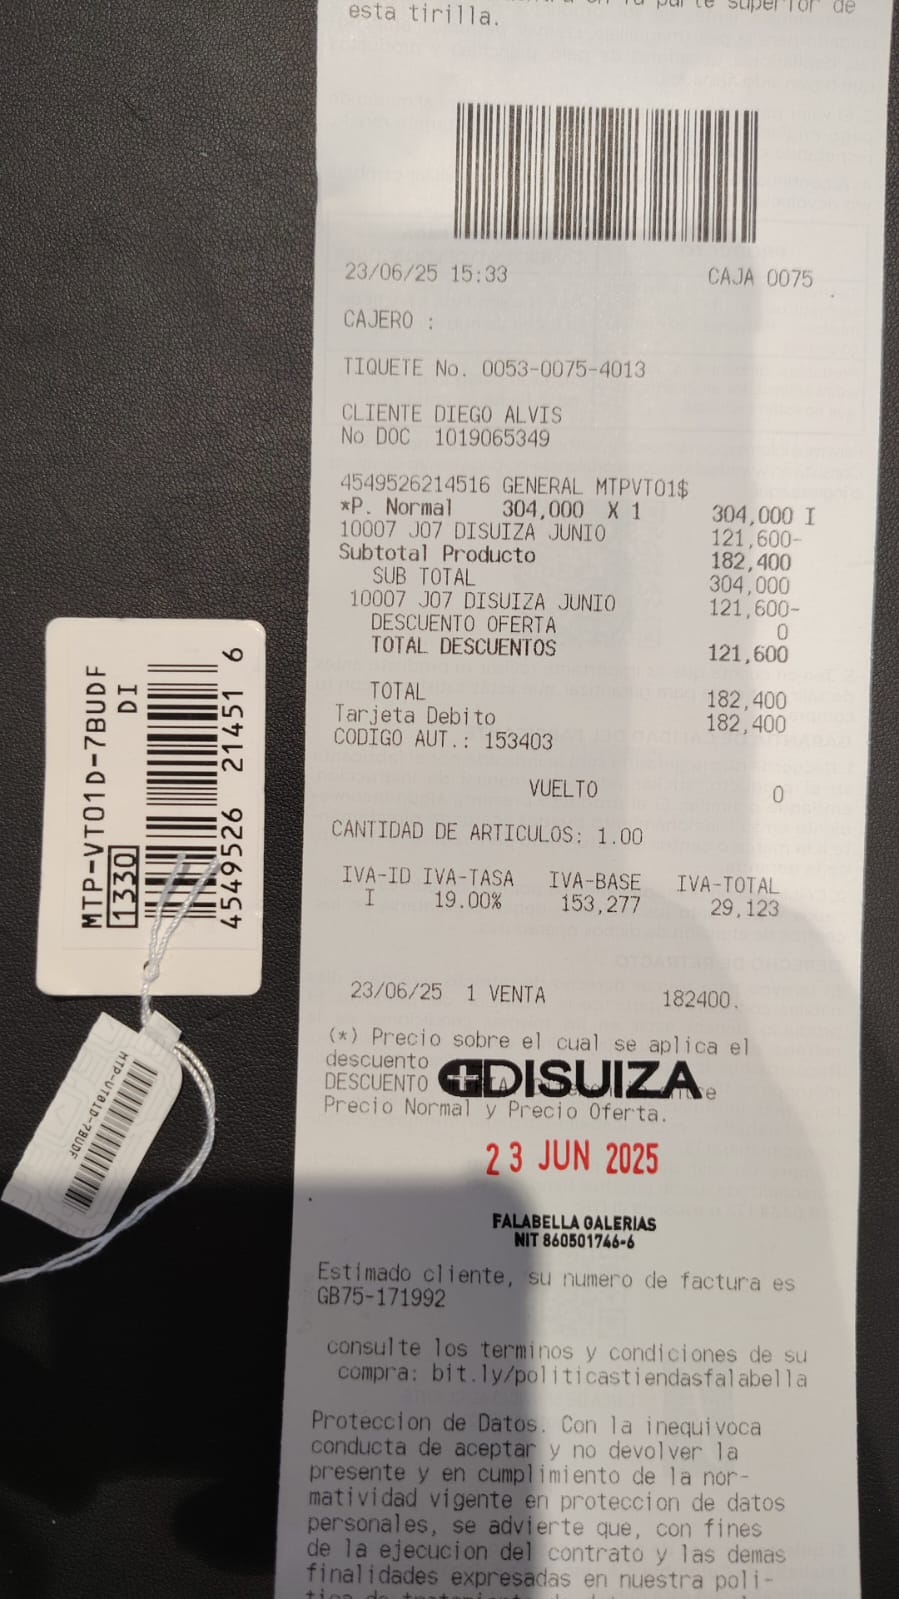 superior de
esta tirilla.
23/06/25 15:33 CAJA 0075
CAJERO :
TIQUETE No. 0053-0075-4013
CLIENTE DIEGO ALVIS
No DOC 1019065349
4549526214516 GENERAL MTPVT01$
*P. Normal 304,000 X 1 304,000 I
10007 J07 DISUIZA JUNIO 121,600-
Subtotal Producto 182,400
SUB TOTAL 304,000
10007 J07 DISUIZA JUNIO 121,600-
DESCUENTO OFERTA 0
TOTAL DESCUENTOS 121,600
TOTAL 182,400
Tarjeta Debito 182,400
CODIGO AUT.: 153403
VUELTO 0
CANTIDAD DE ARTICULOS: 1.00
IVA-ID IVA-TASA IVA-BASE IVA-TOTAL
I 19.00% 153,277 29,123
23/06/25 1 VENTA 182400.
(*) Precio sobre el cual se aplica el
descuento
DISUIZA
DESCUENTO
Precio Normal y Precio Oferta.
23 JUN 2025
FALABELLA GALERIAS
NIT 860501746-6
Estimado cliente, su numero de factura es
GB75-171992
consulte los terminos y condiciones de su
compra: bit.ly/politicastiendasfalabella
Proteccion de Datos. Con la inequivoca
conducta de aceptar y no devolver la
presente y en cumplimiento de la nor-
matividad vigente en proteccion de datos
personales, se advierte que, con fines
de la ejecucion del contrato y las demas
finalidades expresadas en nuestra poli-
MTP-VT01D-7BUDF
DI
1330
4549526 21451 6
MTP-VT01D-7BUDF